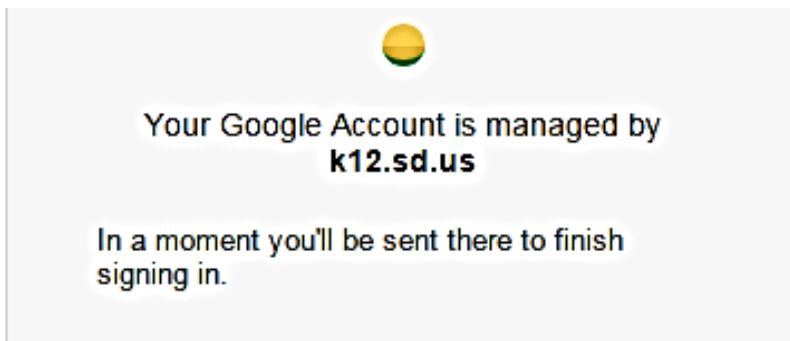 Your Google Account is managed by
k12.sd.us
In a moment you'll be sent there to finish
signing in.